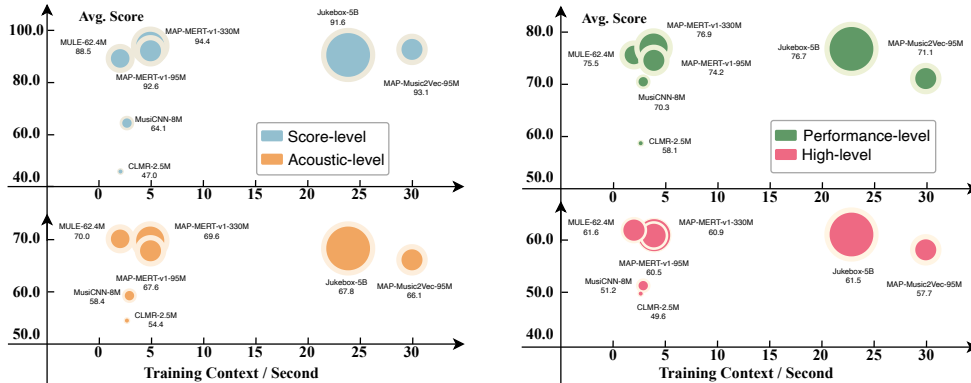 Avg. Score
100.0
80.0
60.0
40.0
0
5
10
15
20
25
30
MULE-62.4M
88.5
MAP-MERT-v1-330M
94.4
MAP-MERT-v1-95M
92.6
MusiCNN-8M
64.1
CLMR-2.5M
47.0
Jukebox-5B
91.6
MAP-Music2Vec-95M
93.1
Score-level
Acoustic-level
Avg. Score
80.0
70.0
60.0
50.0
0
5
10
15
20
25
30
MULE-62.4M
75.5
MAP-MERT-v1-330M
76.9
MAP-MERT-v1-95M
74.2
MusiCNN-8M
70.3
CLMR-2.5M
58.1
Jukebox-5B
76.7
MAP-Music2Vec-95M
71.1
Performance-level
High-level
70.0
60.0
50.0
0
5
10
15
20
25
30
MULE-62.4M
70.0
MAP-MERT-v1-330M
69.6
MAP-MERT-v1-95M
67.6
MusiCNN-8M
58.4
CLMR-2.5M
54.4
Jukebox-5B
67.8
MAP-Music2Vec-95M
66.1
Training Context / Second
60.0
50.0
40.0
0
5
10
15
20
25
30
MULE-62.4M
61.6
MAP-MERT-v1-330M
60.9
MAP-MERT-v1-95M
60.5
MusiCNN-8M
51.2
CLMR-2.5M
49.6
Jukebox-5B
61.5
MAP-Music2Vec-95M
57.7
Training Context / Second